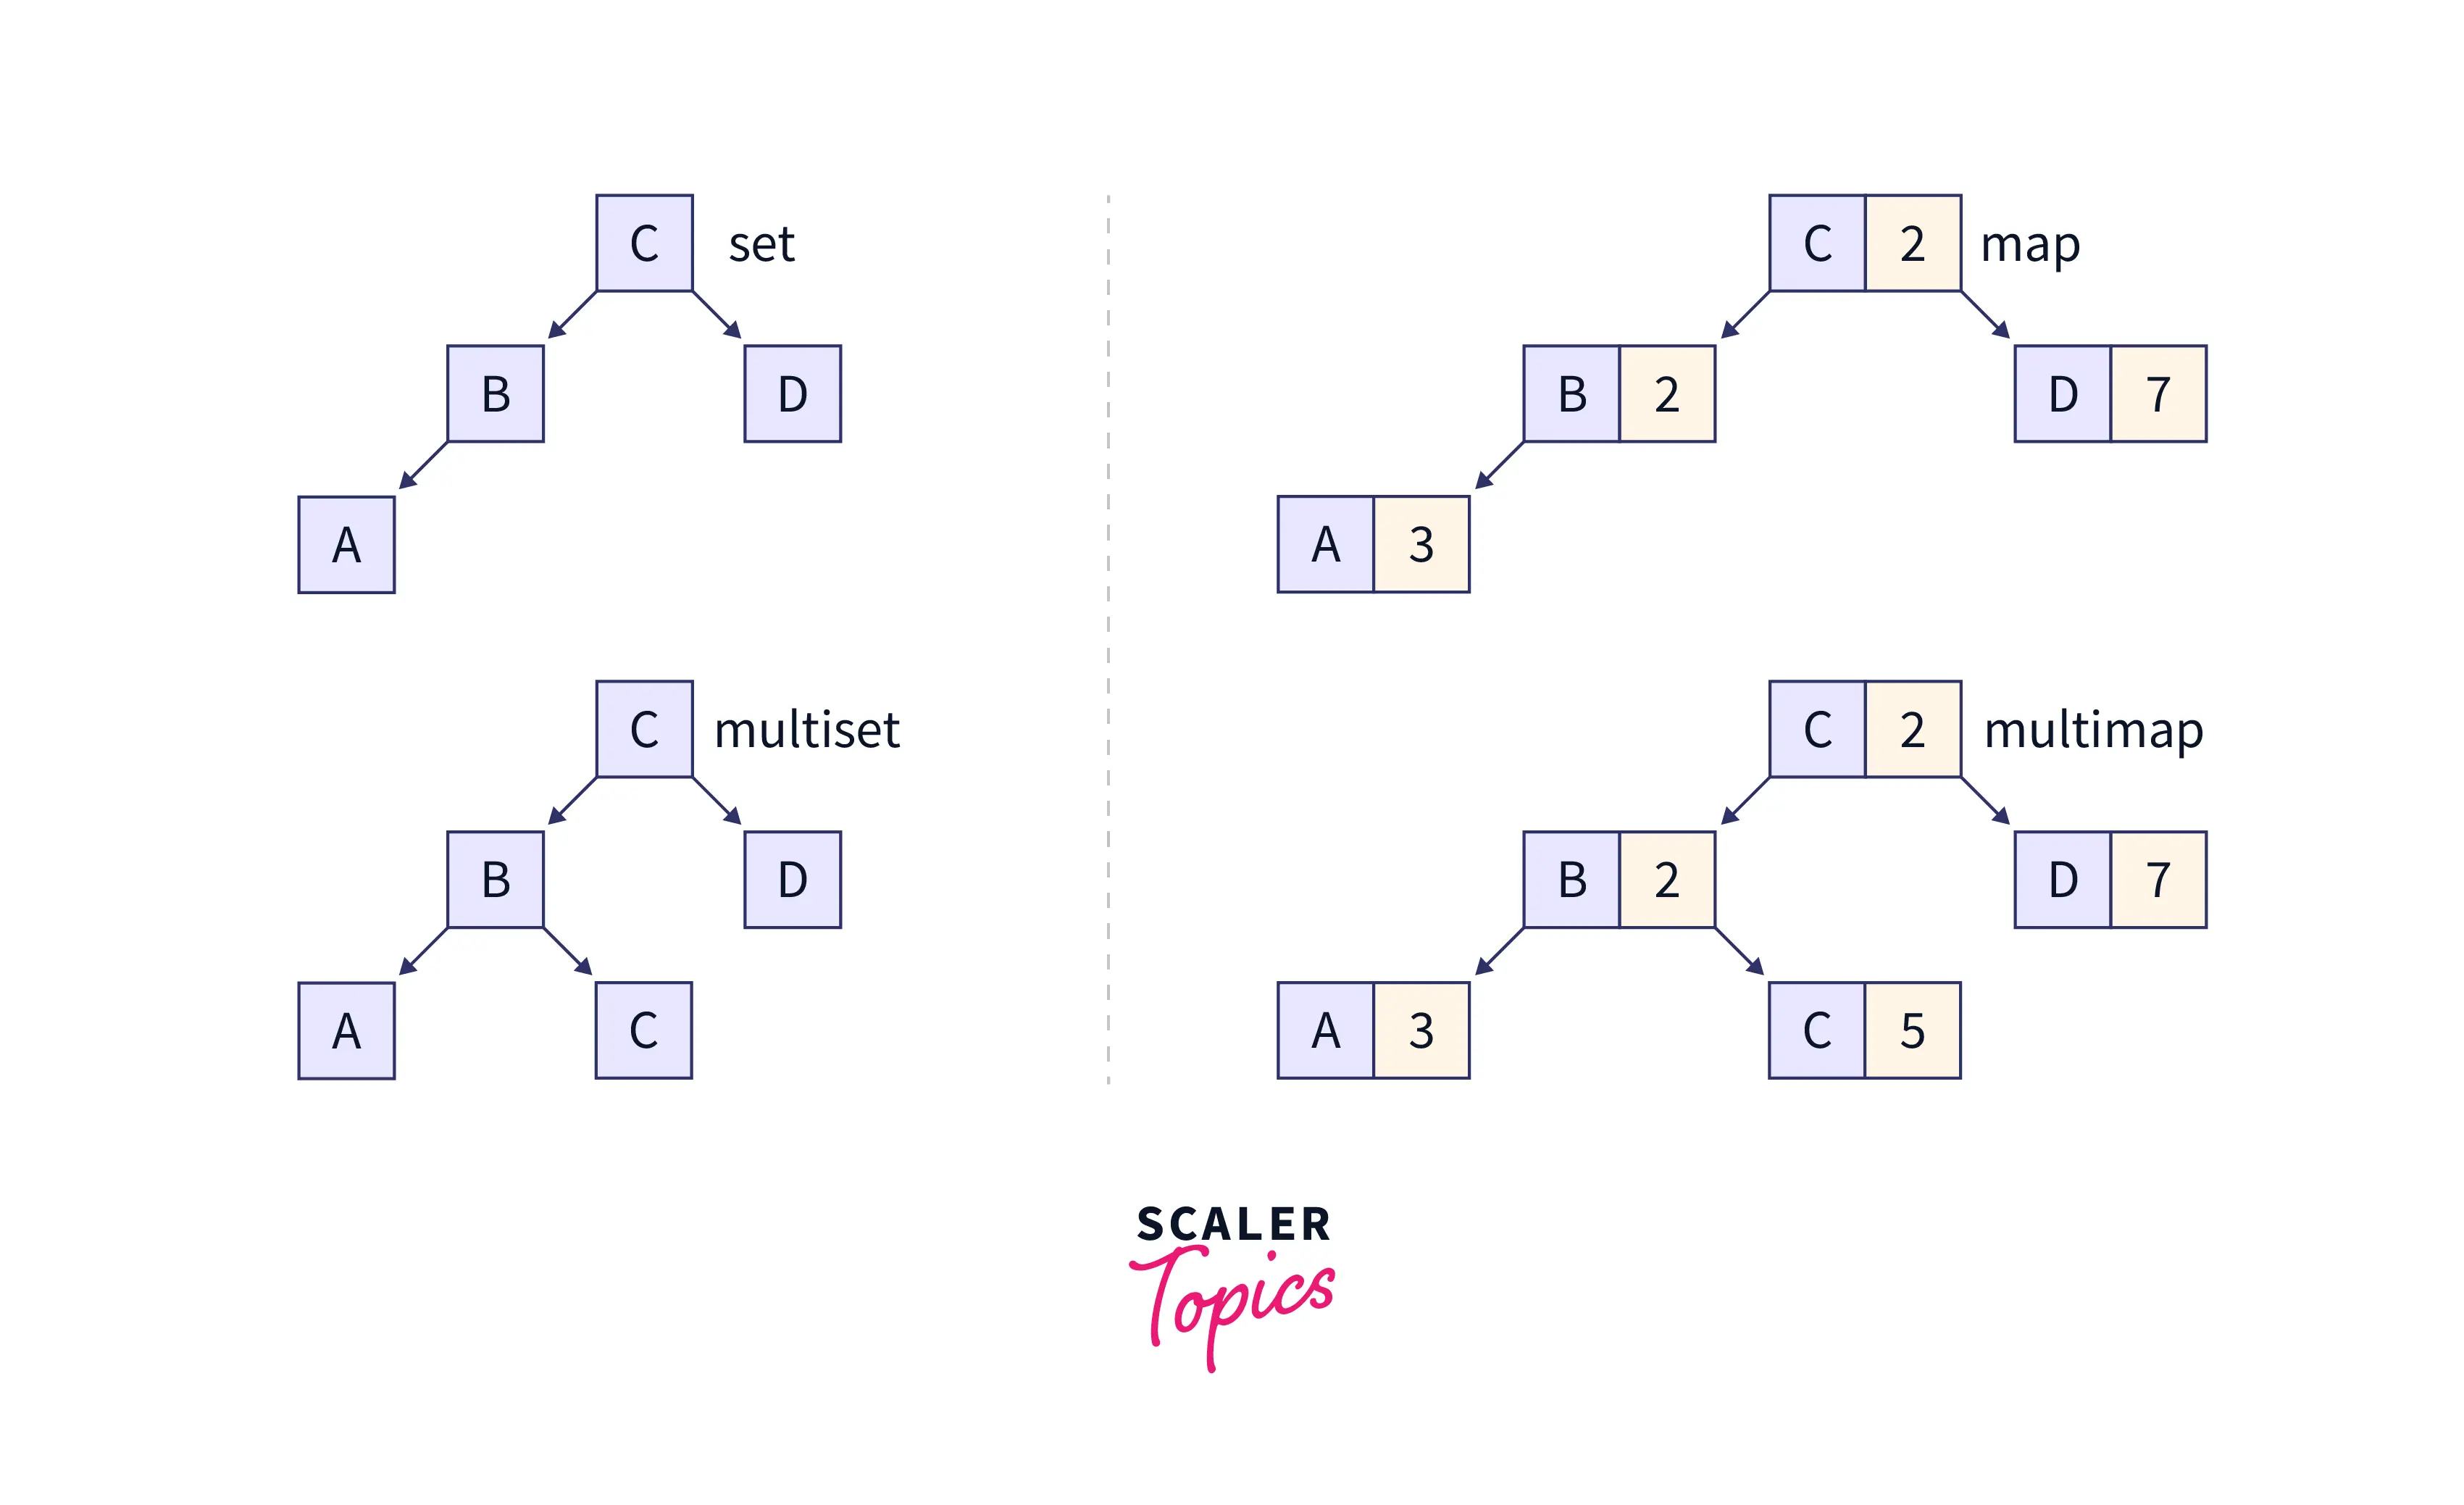 C set
B D
A
C multiset
B D
A C
C 2 map
B 2 D 7
A 3
C 2 multimap
B 2 D 7
A 3 C 5
SCALER
Topics